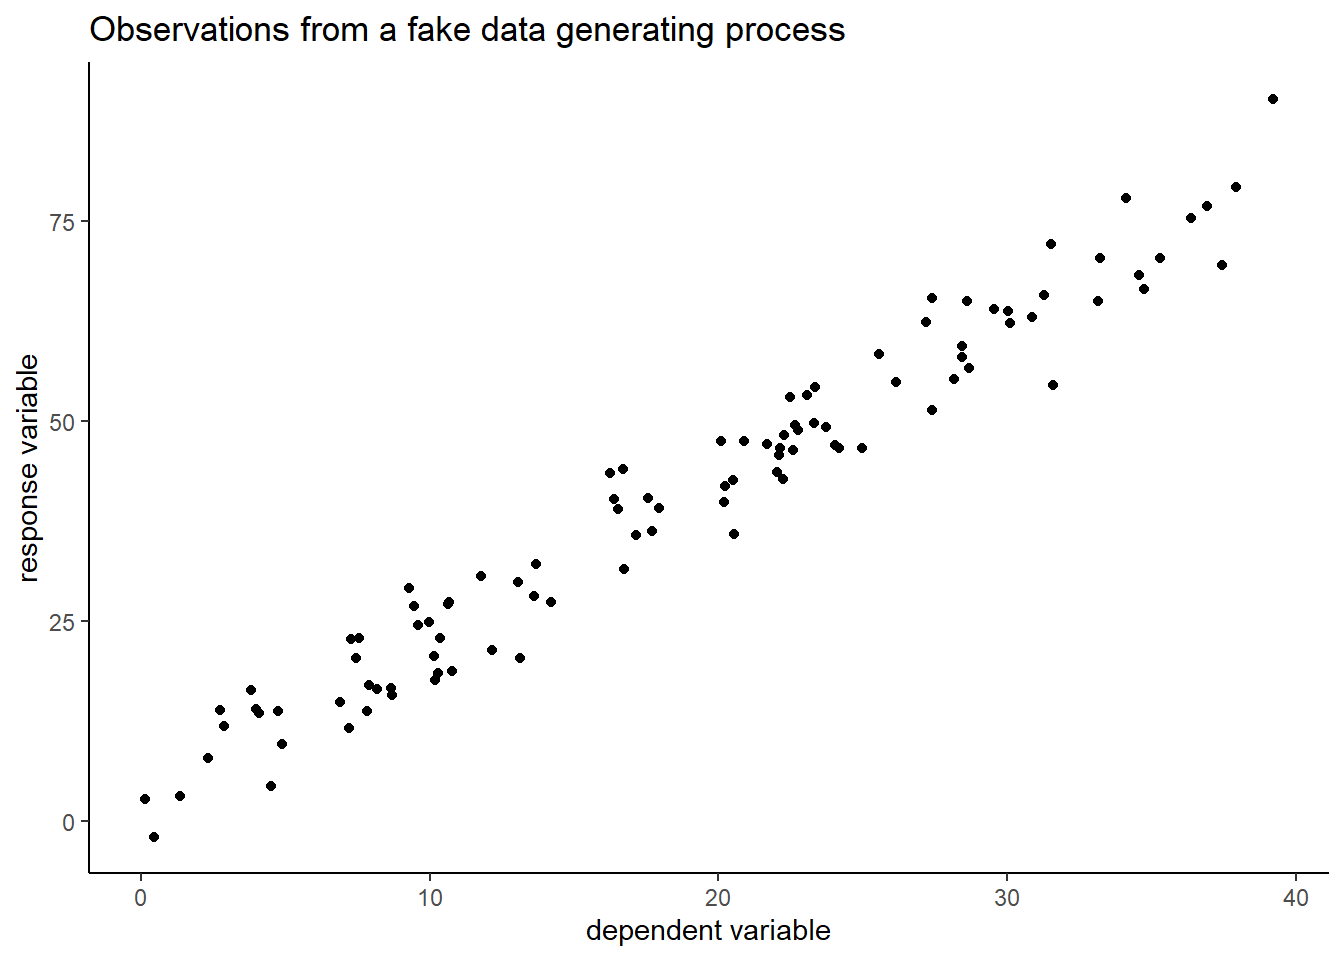 Observations from a fake data generating process
response variable
75
50
25
0
0 10 20 30 40
dependent variable